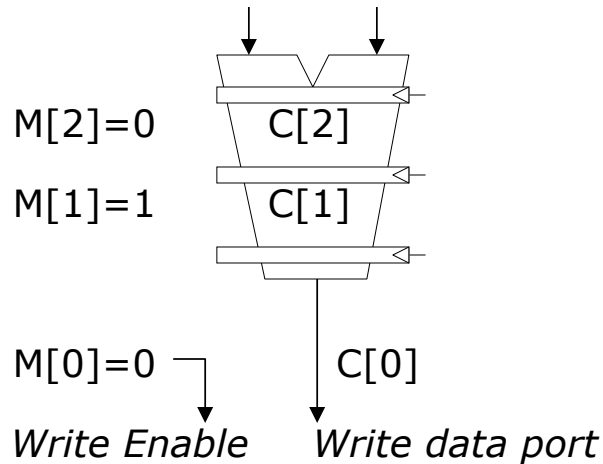 M[2]=0 C[2]
M[1]=1 C[1]
M[0]=0 C[0]
Write Enable Write data port